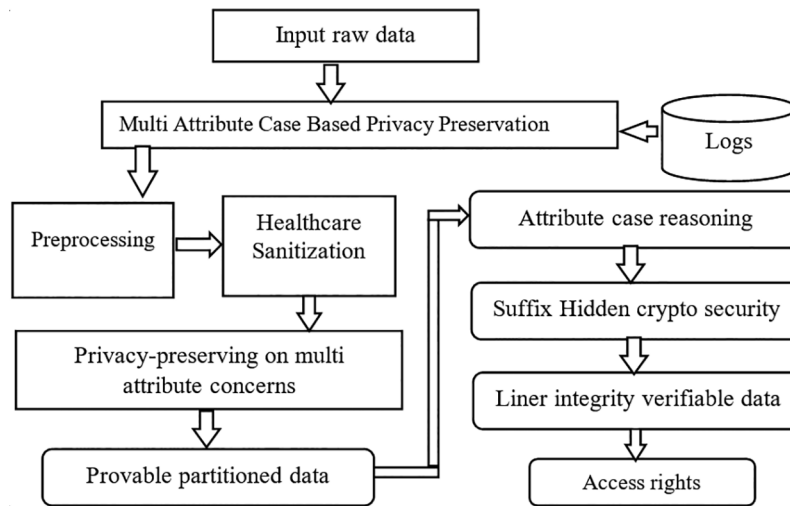 Input raw data
Multi Attribute Case Based Privacy Preservation
Logs
Preprocessing
Healthcare
Sanitization
Privacy-preserving on multi
attribute concerns
Provable partitioned data
Attribute case reasoning
Suffix Hidden crypto security
Liner integrity verifiable data
Access rights